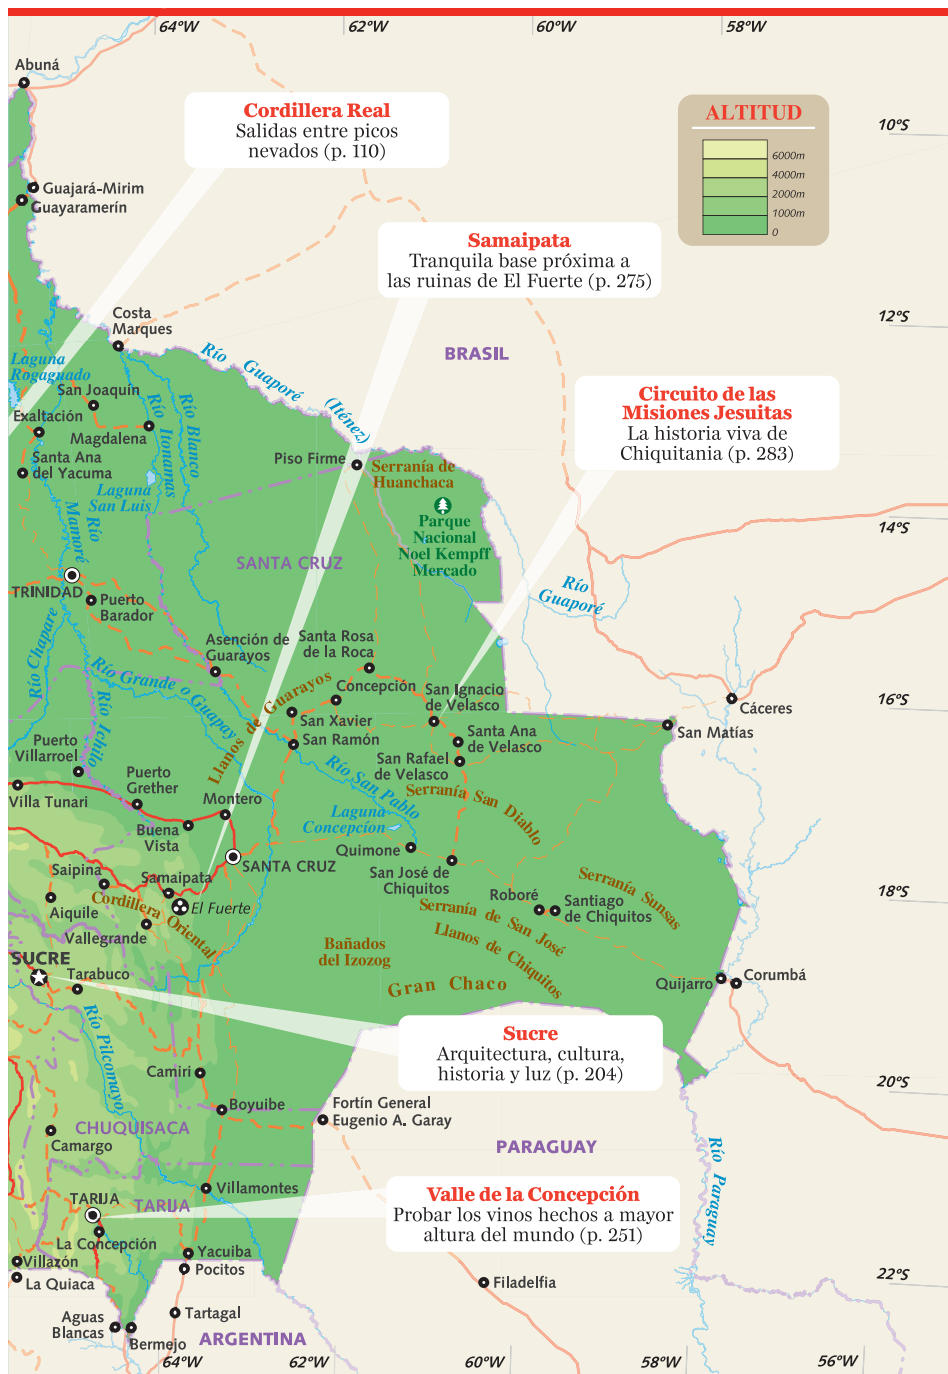 64°W
62°W
60°W
58°W
Abuná
Cordillera Real
Salidas entre picos
nevados (p. 110)
ALTITUD
6000m
4000m
2000m
1000m
0
10°S
Guajará-Mirim
Guayaramerín
Samaipata
Tranquila base próxima a
las ruinas de El Fuerte (p. 275)
12°S
Costa
Marques
BRASIL
Río Guaporé
(Iténez)
Laguna
Rogaguado
San Joaquín
Exaltación
Magdalena
Río
Itonamas
Río Blanco
Circuito de las
Misiones Jesuitas
La historia viva de
Chiquitania (p. 283)
Santa Ana
del Yacuma
Piso Firme
Serranía de
Huanchaca
Laguna
San Luis
Río
Mamoré
Parque
Nacional
Noel Kempff
Mercado
14°S
SANTA CRUZ
TRINIDAD
Puerto
Barador
Río
Guaporé
Río Chapare
Asención de
Guarayos
Santa Rosa
de la Roca
Río Grande o Guapay
Llanos de Guarayos
Concepción
San Ignacio
de Velasco
Río Ichilo
San Xavier
San Ramón
Santa Ana
de Velasco
San Rafael
de Velasco
16°S
Cáceres
San Matías
Puerto
Villarroel
Villa Tunari
Puerto
Grether
Montero
Río San Pablo
Serranía San Diablo
Buena
Vista
Laguna
Concepcíon
Quimone
SANTA CRUZ
San José de
Chiquitos
Saipina
Samaipata
El Fuerte
Aiquile
Cordillera Oriental
Vallegrande
Roboré
Santiago
de Chiquitos
Serranía Sunsas
18°S
Serranía de San José
Llanos de Chiquitos
Bañados
del Izozog
Gran Chaco
SUCRE
Tarabuco
Quijarro
Corumbá
Río Pilcomayo
Sucre
Arquitectura, cultura,
historia y luz (p. 204)
Camiri
20°S
Boyuibe
Fortín General
Eugenio A. Garay
CHUQUISACA
Camargo
PARAGUAY
Río Paraguay
Villamontes
Valle de la Concepción
Probar los vinos hechos a mayor
altura del mundo (p. 251)
TARIJA
TARIJA
La Concepción
Yacuiba
Pocitos
Villazón
La Quiaca
Filadelfia
22°S
Tartagal
Aguas
Blancas
Bermejo
ARGENTINA
64°W
62°W
60°W
58°W
56°W